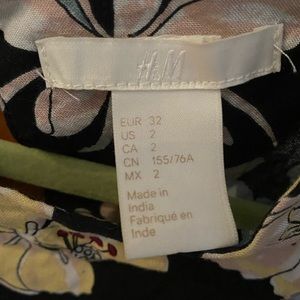 H&M
EUR 32
US 2
CA 2
CN 155/76A
MX 2
Made in
India
Fabriqué en
Inde